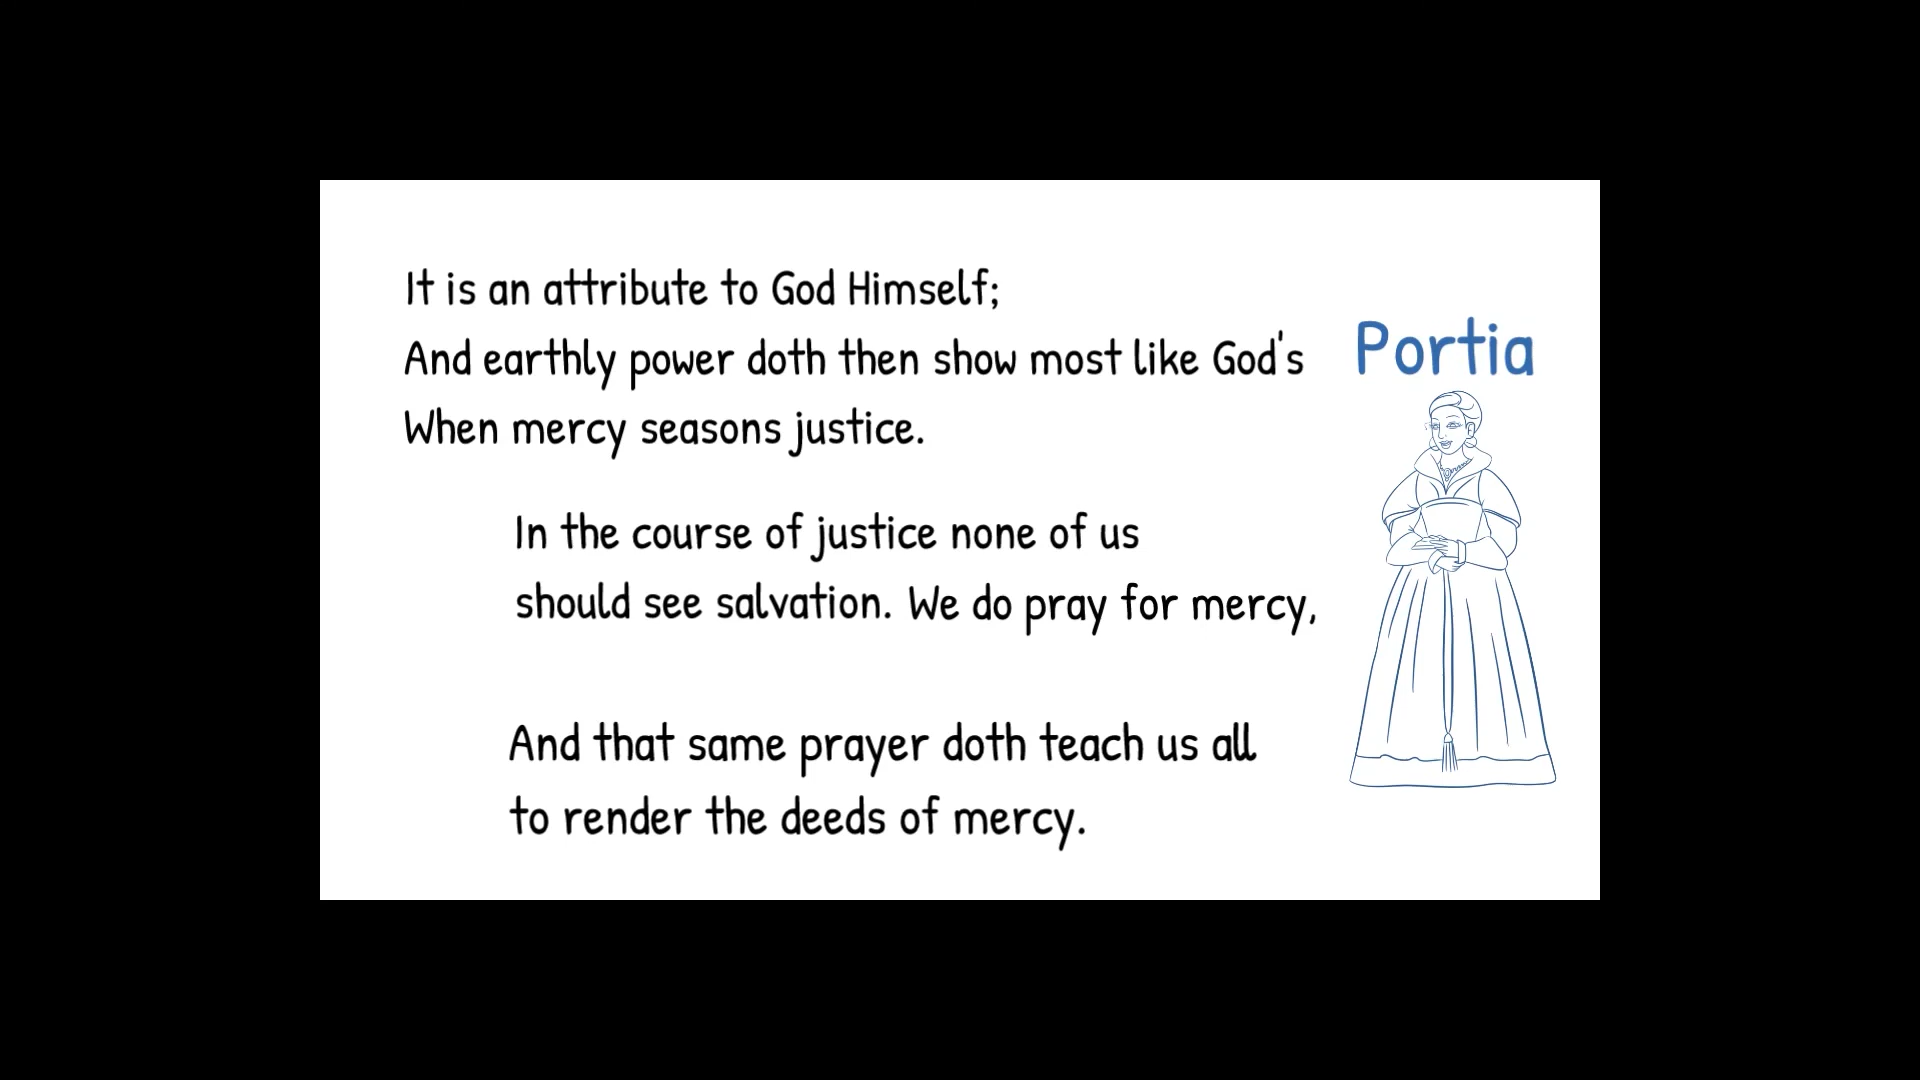 It is an attribute to God Himself;
And earthly power doth then show most like God's
When mercy seasons justice.
Portia
In the course of justice none of us
should see salvation. We do pray for mercy,
And that same prayer doth teach us all
to render the deeds of mercy.